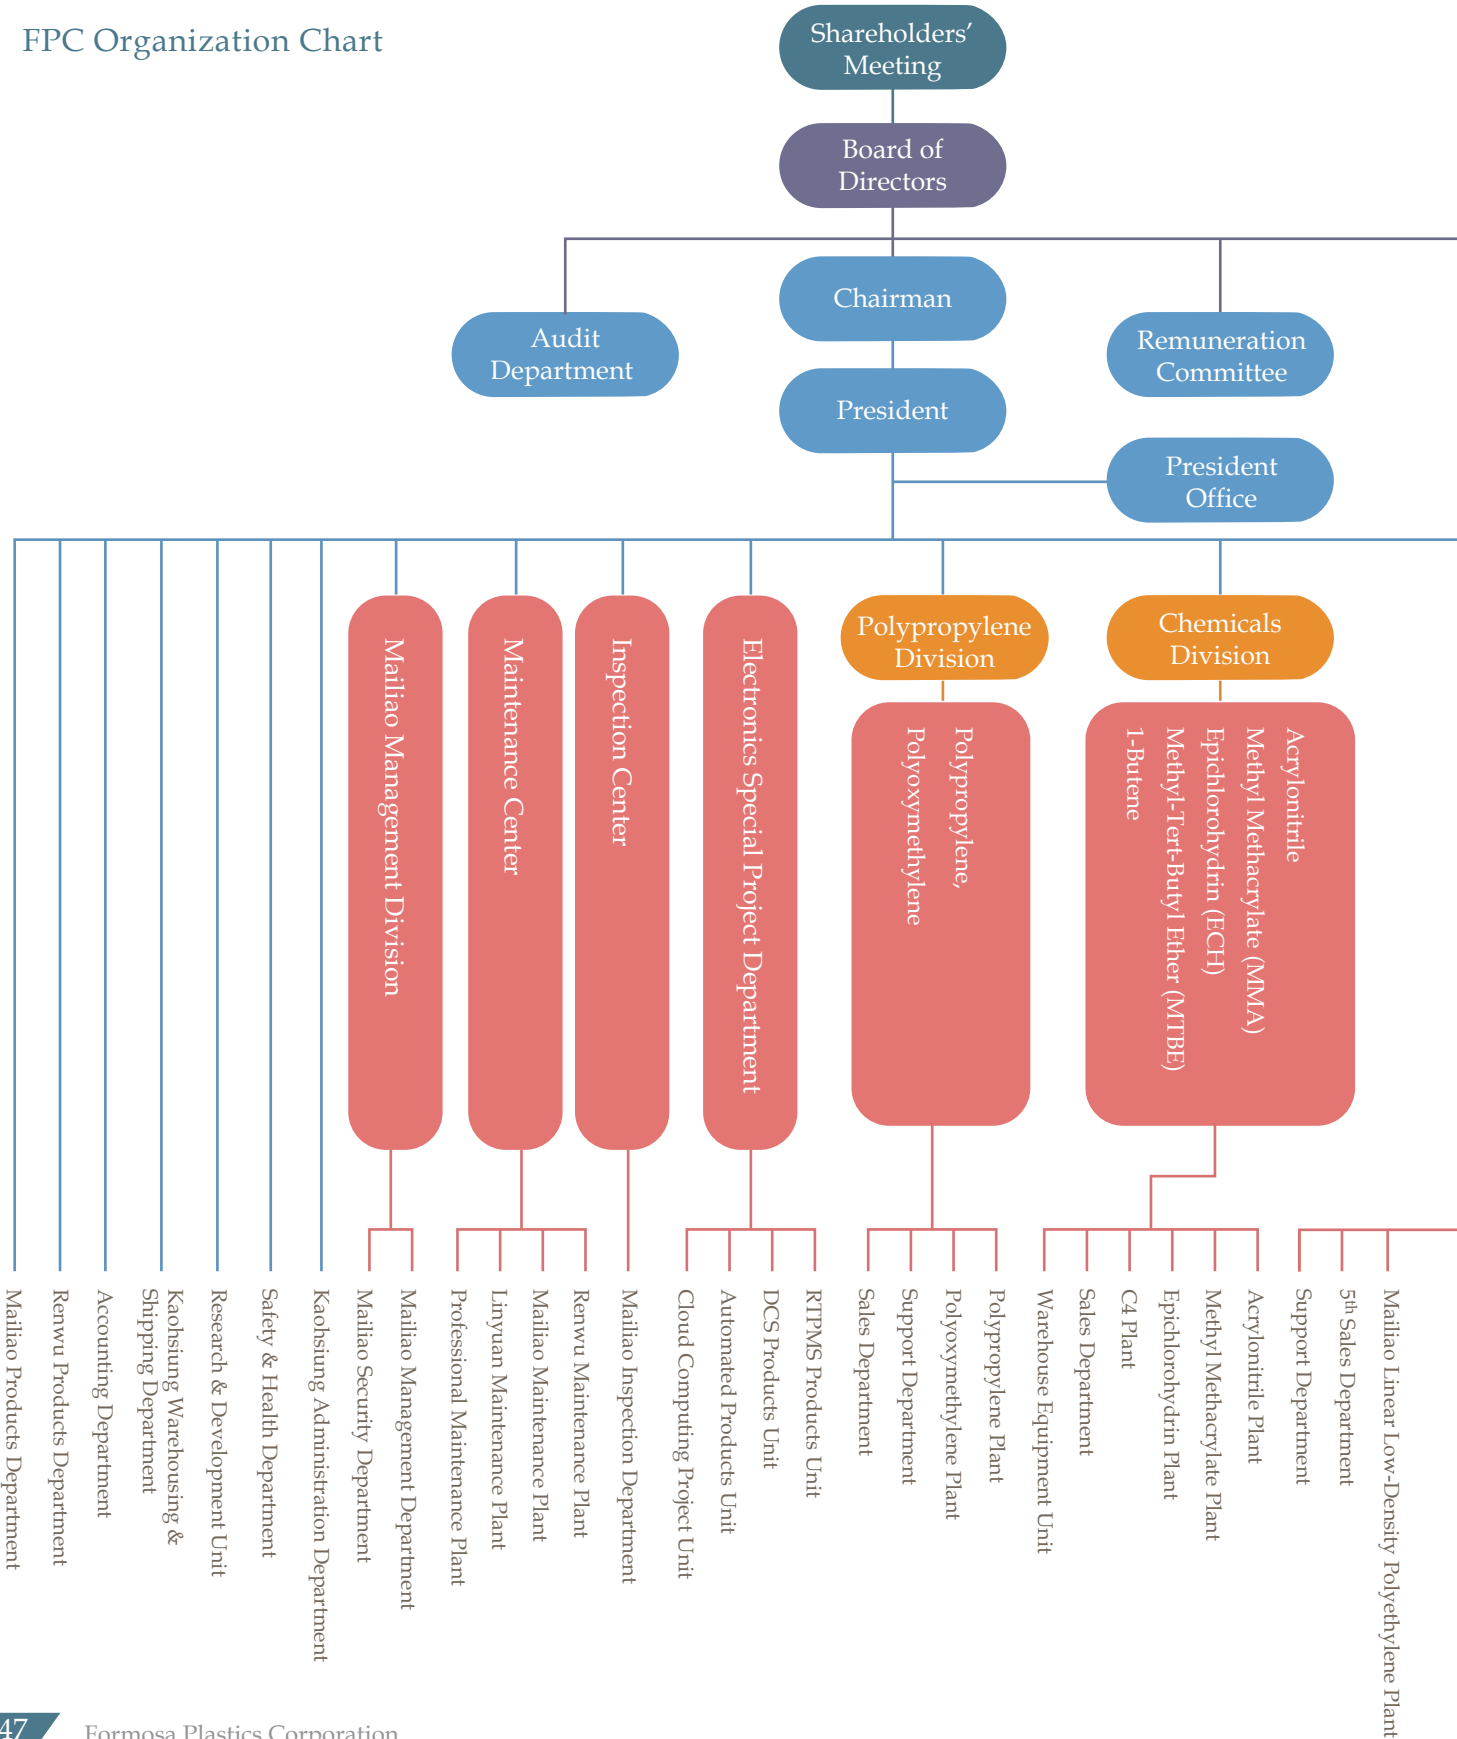 FPC Organization Chart
Shareholders’
Meeting
Board of
Directors
Chairman
Audit
Department
Remuneration
Committee
President
President
Office
Mailiao Management Division
Maintenance Center
Inspection Center
Electronics Special Project Department
Polypropylene
Division
Chemicals
Division
Polypropylene,
Polyoxymethylene
Acrylonitrile
Methyl Methacrylate (MMA)
Epichlorohydrin (ECH)
Methyl-Tert-Butyl Ether (MTBE)
1-Butene
Mailiao Products Department
Renwu Products Department
Accounting Department
Kaohsiung Warehousing &
Shipping Department
Research & Development Unit
Safety & Health Department
Kaohsiung Administration Department
Mailiao Security Department
Mailiao Management Department
Professional Maintenance Plant
Linyuan Maintenance Plant
Mailiao Maintenance Plant
Renwu Maintenance Plant
Mailiao Inspection Department
Cloud Computing Project Unit
Automated Products Unit
DCS Products Unit
RTPMS Products Unit
Sales Department
Support Department
Polyoxymethylene Plant
Polypropylene Plant
Warehouse Equipment Unit
Sales Department
C4 Plant
Epichlorohydrin Plant
Methyl Methacrylate Plant
Acrylonitrile Plant
Support Department
5th Sales Department
Mailiao Linear Low-Density Polyethylene Plant
47
Formosa Plastics Corporation